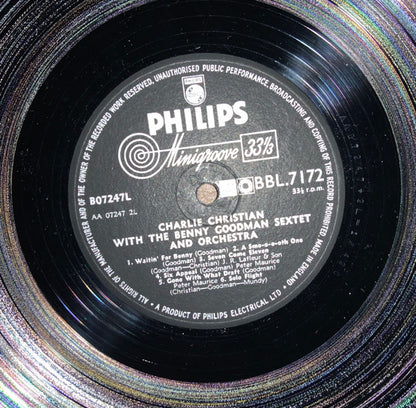 ALL RIGHTS OF THE MANUFACTURER AND OF THE OWNER OF THE RECORDED WORK RESERVED. UNAUTHORISED PUBLIC PERFORMANCE, BROADCASTING AND COPYING OF THIS RECORD PROHIBITED. MADE IN ENGLAND
PHILIPS
PHILIPS
Minigroove 33⅓
BBL.7172
B07247L
33⅓ r.p.m.
AA 07247 2L
CHARLIE CHRISTIAN
WITH THE BENNY GOODMAN SEXTET
AND ORCHESTRA
1. Waitin' For Benny (Goodman) 2. A Smo-o-o-oth One
(Goodman) 3. Seven Come Eleven
(Goodman—Christian) J. R. Lafleur & Son
4. Six Appeal (Goodman) Peter Maurice
5. Gone With What Draft (Goodman)
Peter Maurice 6. Solo Flight
(Christian—Goodman—Mundy)
A PRODUCT OF PHILIPS ELECTRICAL LTD